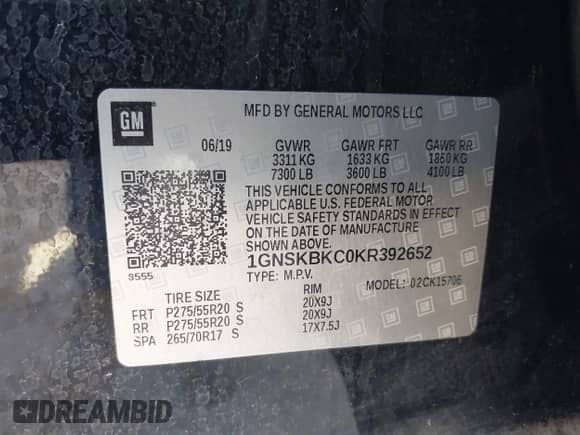 GM
MFD BY GENERAL MOTORS LLC
06/19 GVWR GAWR FRT GAWR RR
3311 KG 1633 KG 1860 KG
7300 LB 3600 LB 4100 LB
THIS VEHICLE CONFORMS TO ALL
APPLICABLE U.S. FEDERAL MOTOR
VEHICLE SAFETY STANDARDS IN EFFECT
ON THE DATE OF MANUFACTURE
SHOWN ABOVE.
1GNSKBKC0KR392652
3555 TYPE: M.P.V. MODEL: 02CK15706
TIRE SIZE RIM
FRT P275/55R20 S 20X9J
RR P275/55R20 S 20X9J
SPA 265/70R17 S 17X7.5J
DREAMBID